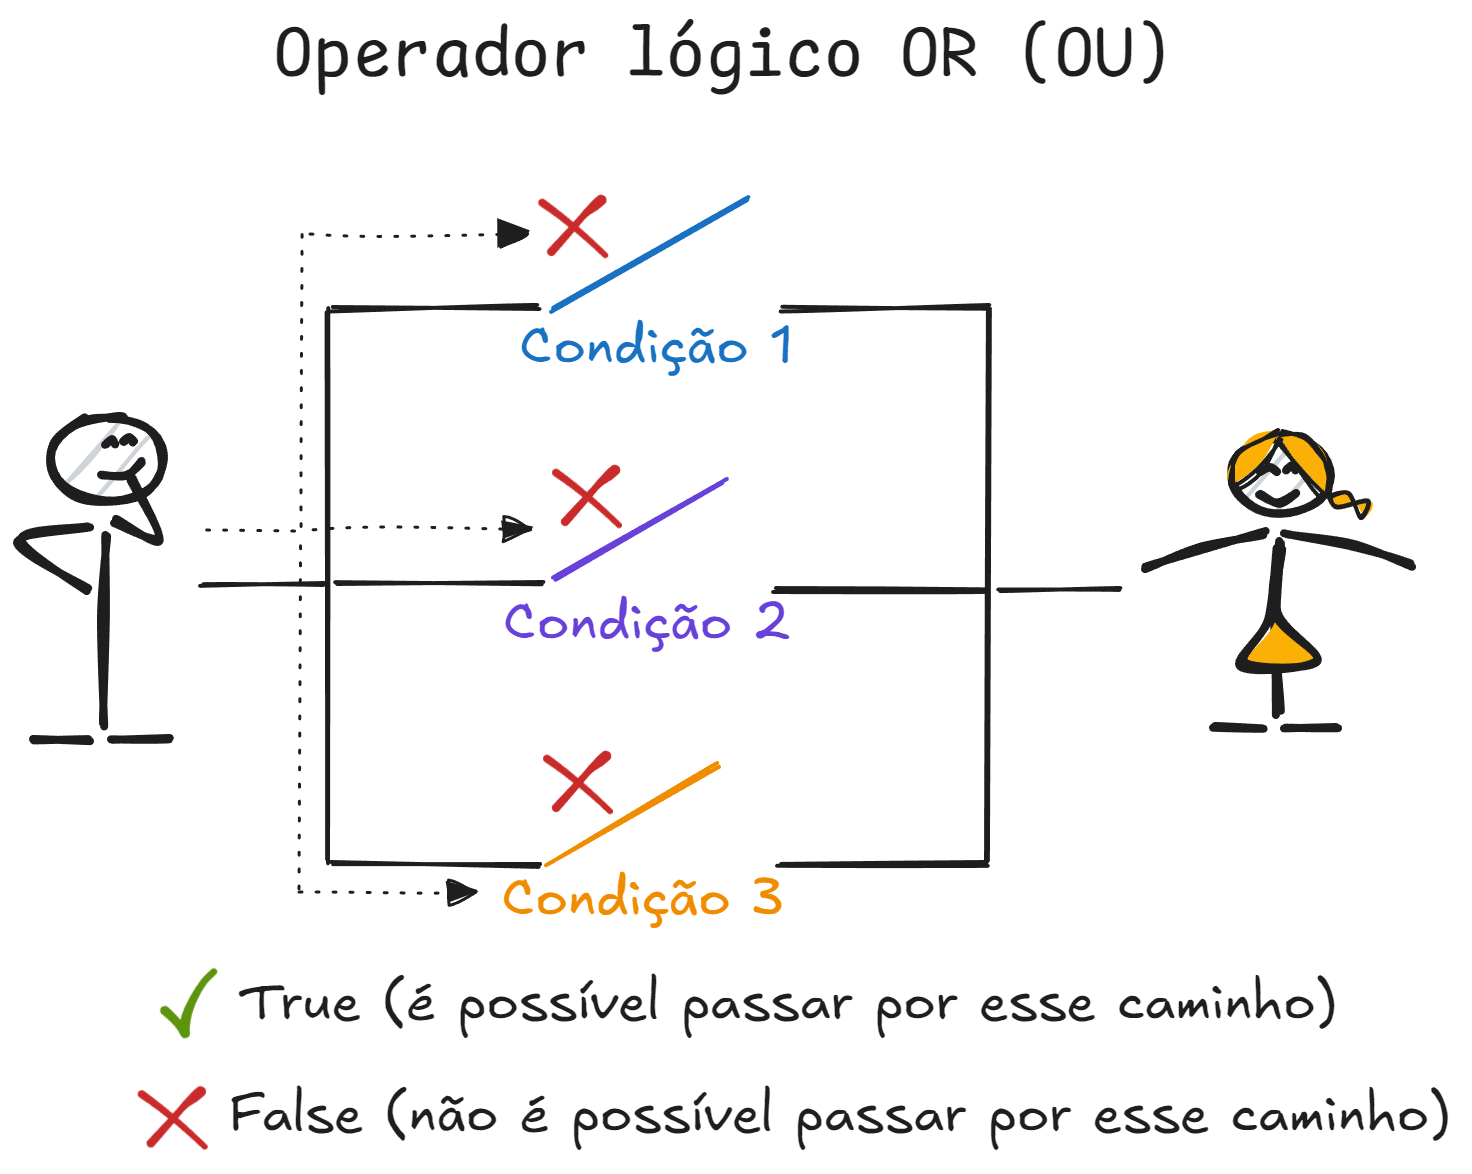 Operador lógico OR (OU)
Condição 1
Condição 2
Condição 3
True (é possível passar por esse caminho)
False (não é possível passar por esse caminho)